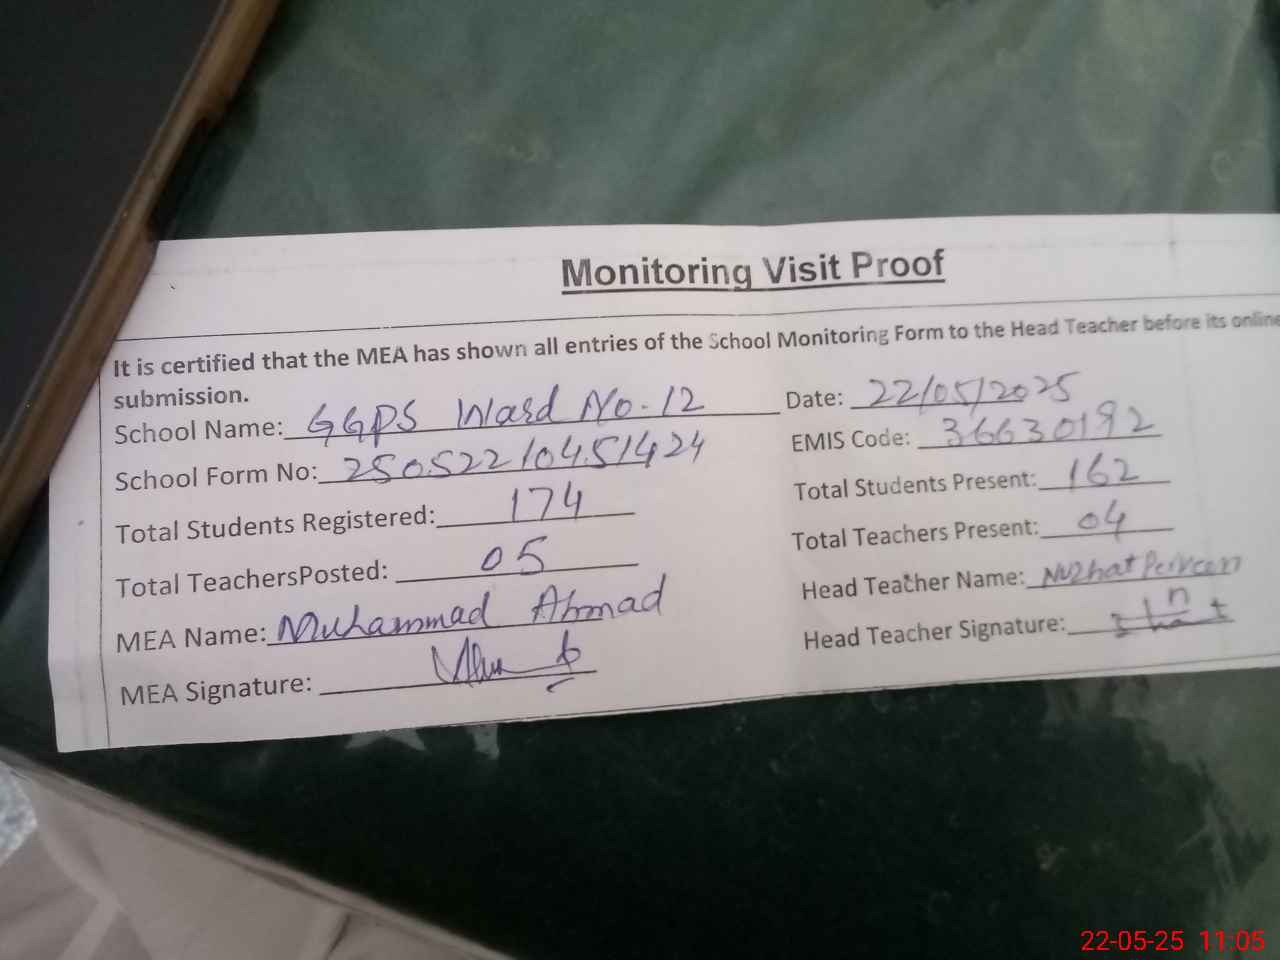 Monitoring Visit Proof
It is certified that the MEA has shown all entries of the School Monitoring Form to the Head Teacher before its online
submission.
School Name: GGPS Ward No. 12 Date: 22/05/2025
School Form No: 25052210451424 EMIS Code: 36630192
Total Students Registered: 174 Total Students Present: 162
Total TeachersPosted: 05 Total Teachers Present: 04
MEA Name: Muhammad Ahmad Head Teacher Name: Nuzhat Perveen
MEA Signature: Head Teacher Signature:
22-05-25 11:05